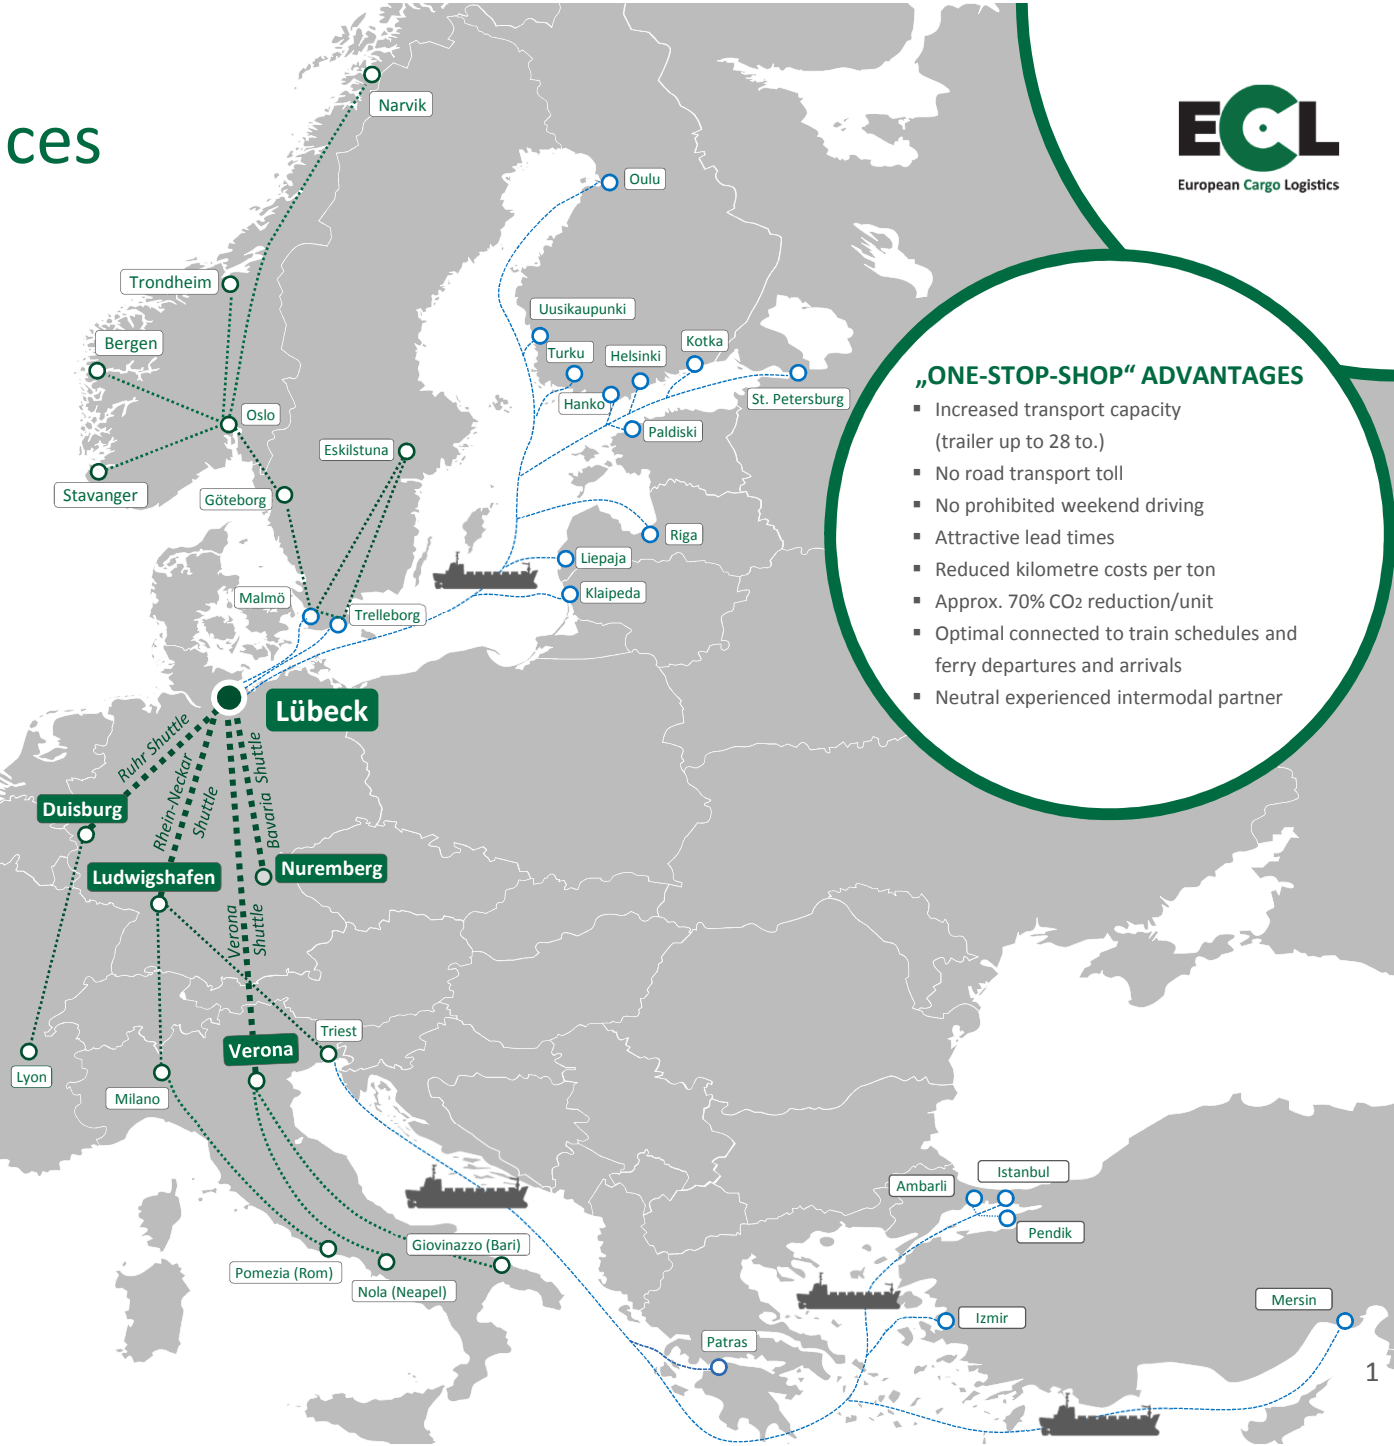 ces
ECL
European Cargo Logistics
Narvik
Oulu
Trondheim
Uusikaupunki
Bergen
Turku
Helsinki
Kotka
Hanko
St. Petersburg
Oslo
Paldiski
Eskilstuna
Stavanger
Göteborg
Riga
Liepaja
Klaipeda
Malmö
Trelleborg
„ONE-STOP-SHOP“ ADVANTAGES
▪ Increased transport capacity
(trailer up to 28 to.)
▪ No road transport toll
▪ No prohibited weekend driving
▪ Attractive lead times
▪ Reduced kilometre costs per ton
▪ Approx. 70% CO2 reduction/unit
▪ Optimal connected to train schedules and
ferry departures and arrivals
▪ Neutral experienced intermodal partner
Lübeck
Ruhr Shuttle
Rhein-Neckar
Shuttle
Bavaria Shuttle
Duisburg
Ludwigshafen
Nuremberg
Verona
Shuttle
Triest
Verona
Lyon
Milano
Istanbul
Ambarli
Pendik
Giovinazzo (Bari)
Pomezia (Rom)
Nola (Neapel)
Izmir
Mersin
Patras
1